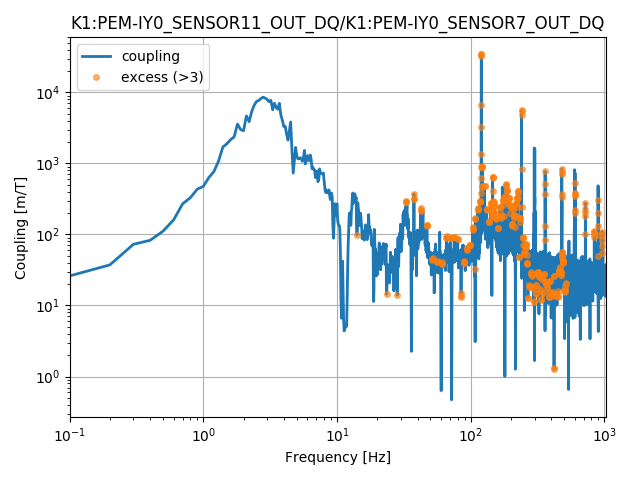 K1:PEM-IY0_SENSOR11_OUT_DQ/K1:PEM-IY0_SENSOR7_OUT_DQ
coupling
excess (>3)
Coupling [m/T]
10^4
10^3
10^2
10^1
10^0
10^-1 10^0 10^1 10^2 10^3
Frequency [Hz]